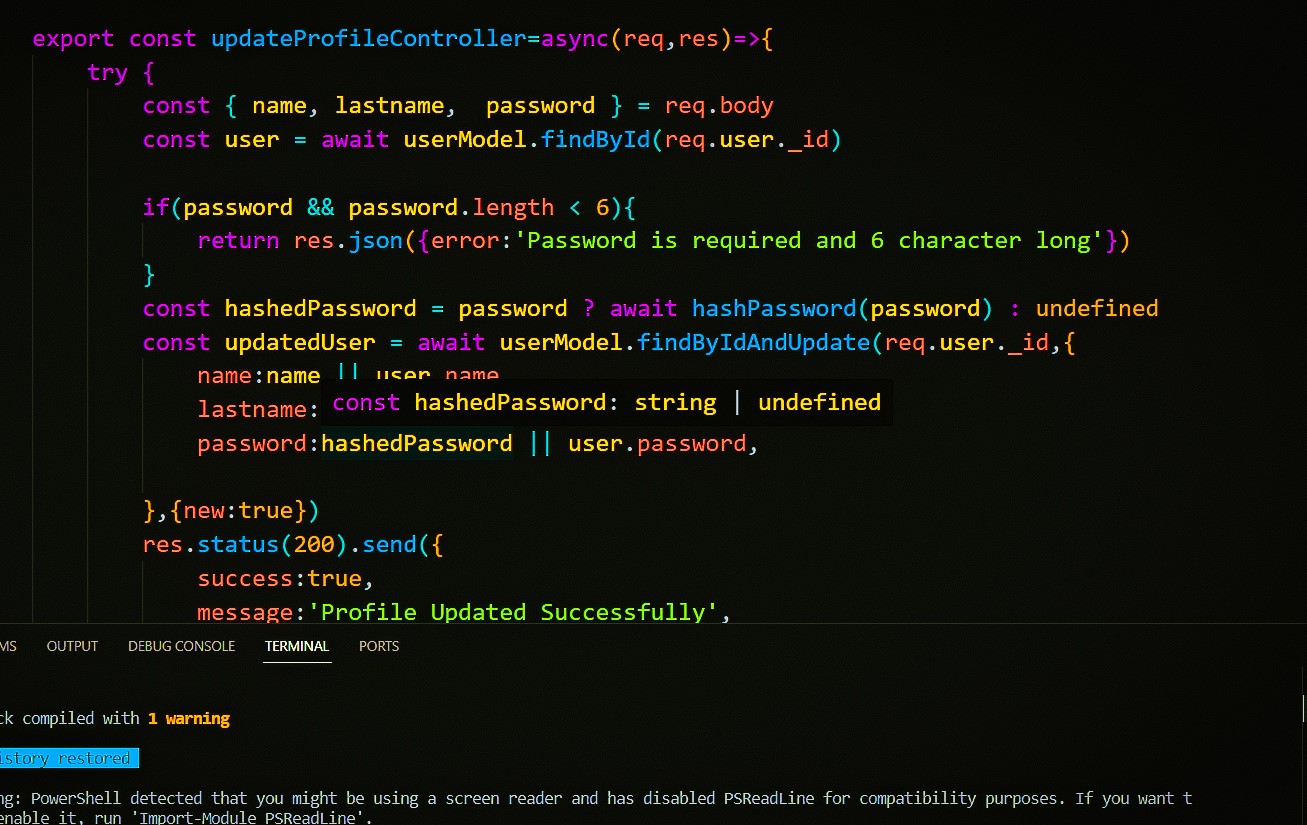 export const updateProfileController=async(req,res)=>{
try {
const { name, lastname,  password } = req.body
const user = await userModel.findById(req.user._id)
if(password && password.length < 6){
return res.json({error:'Password is required and 6 character long'})
}
const hashedPassword = password ? await hashPassword(password) : undefined
const updatedUser = await userModel.findByIdAndUpdate(req.user._id,{
name:name || user.name
lastname:
const hashedPassword: string | undefined
password:hashedPassword || user.password,
},{new:true})
res.status(200).send({
success:true,
message:'Profile Updated Successfully',
MS OUTPUT DEBUG CONSOLE TERMINAL PORTS
ck compiled with 1 warning
istory restored
ng: PowerShell detected that you might be using a screen reader and has disabled PSReadLine for compatibility purposes. If you want t
enable it, run 'Import-Module PSReadLine'.